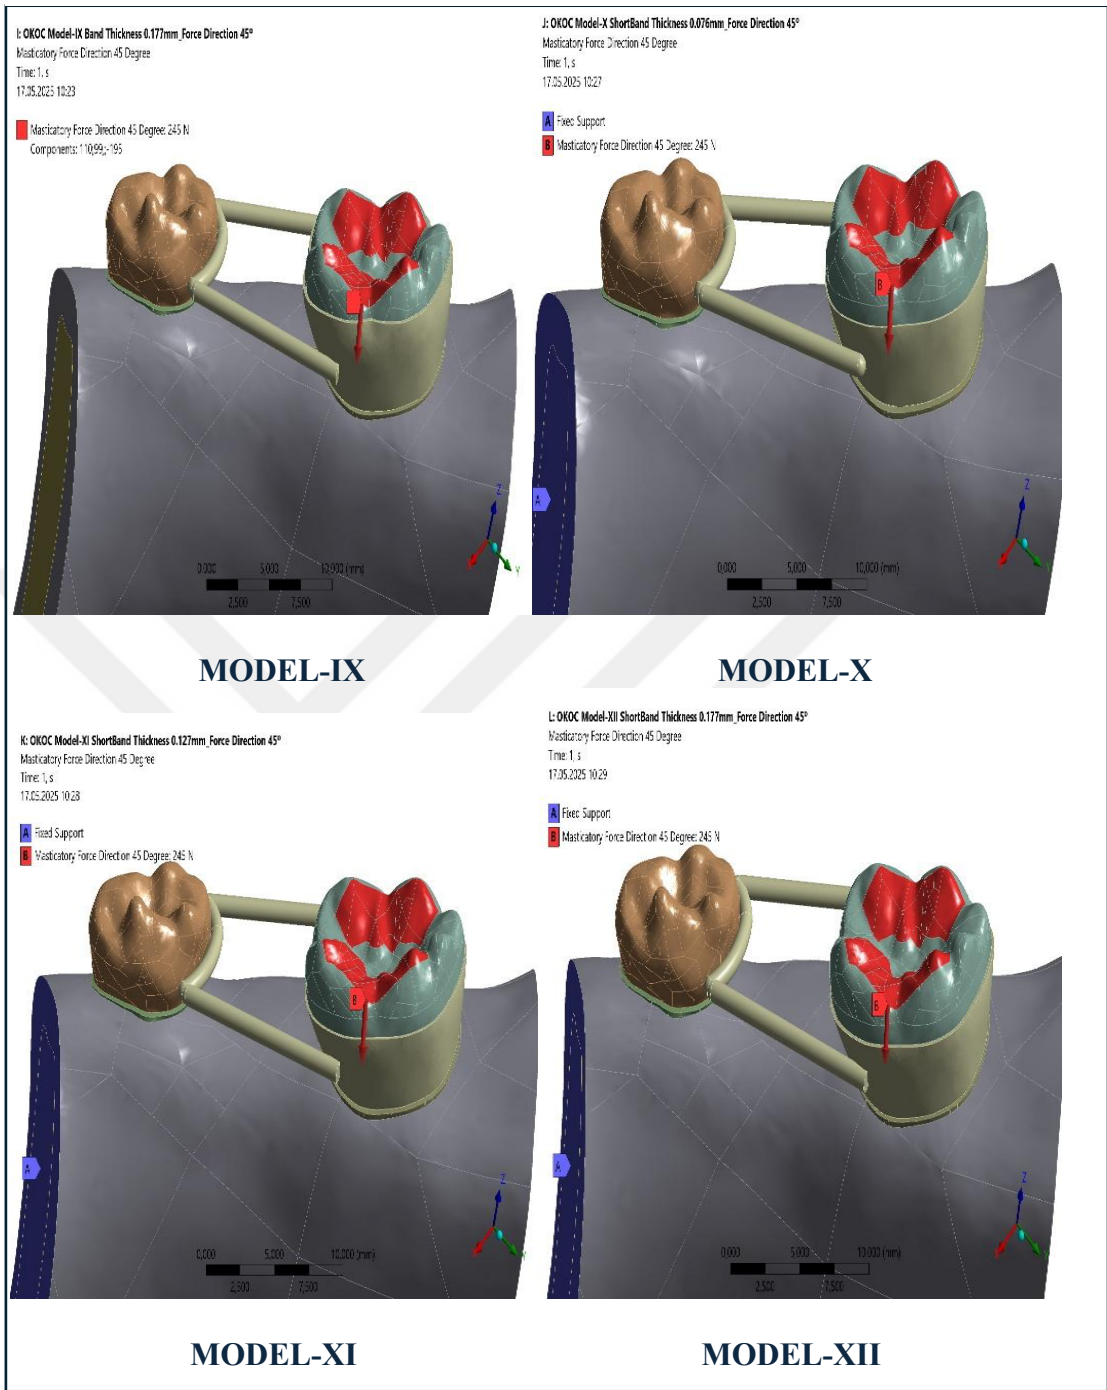 I: OKOC Model-IX Band Thickness 0.177mm_Force Direction 45°
Masticatory Force Direction 45 Degree
Time: 1, s
17.05.2025 10:23
Masticatory Force Direction 45 Degree: 245 N
Components: 110;99;-195
Z
Y
0,000 5,000 10,000 (mm)
2,500 7,500
MODEL-IX
J: OKOC Model-X ShortBand Thickness 0.076mm_Force Direction 45°
Masticatory Force Direction 45 Degree
Time: 1, s
17.05.2025 10:27
A Fixed Support
B Masticatory Force Direction 45 Degree: 245 N
B
A
Z
0,000 5,000 10,000 (mm)
2,500 7,500
MODEL-X
K: OKOC Model-XI ShortBand Thickness 0.127mm_Force Direction 45°
Masticatory Force Direction 45 Degree
Time: 1, s
17.05.2025 10:28
A Fixed Support
B Masticatory Force Direction 45 Degree: 245 N
B
A
Z
0,000 5,000 10,000 (mm)
2,500 7,500
MODEL-XI
L: OKOC Model-XII ShortBand Thickness 0.177mm_Force Direction 45°
Masticatory Force Direction 45 Degree
Time: 1, s
17.05.2025 10:29
A Fixed Support
B Masticatory Force Direction 45 Degree: 245 N
B
A
Z
0,000 5,000 10,000 (mm)
2,500 7,500
MODEL-XII